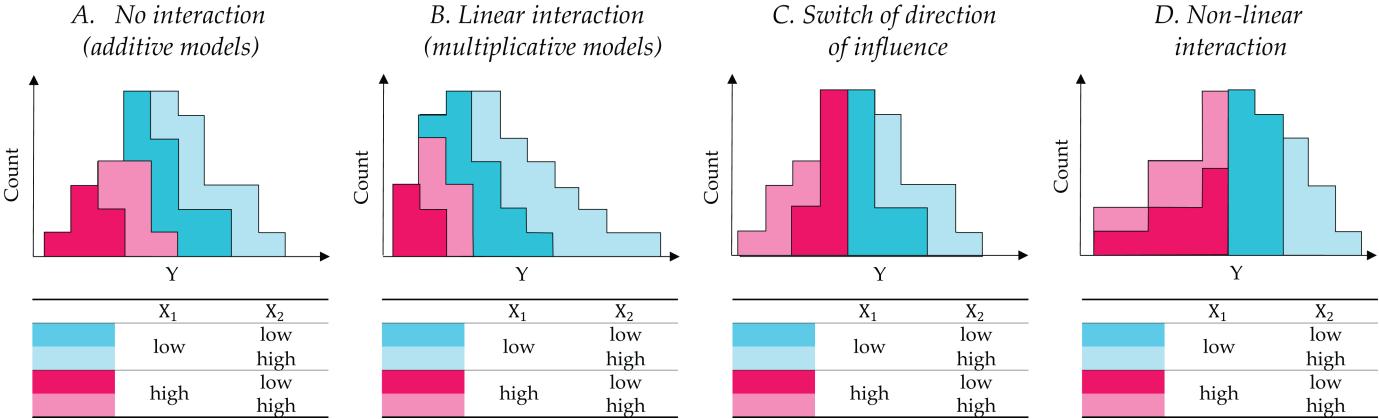 A. No interaction
(additive models)
Count
Y
X₁ X₂
low
low
high
high
low
high
B. Linear interaction
(multiplicative models)
Count
Y
X₁ X₂
low
low
high
high
low
high
C. Switch of direction
of influence
Count
Y
X₁ X₂
low
low
high
high
low
high
D. Non-linear
interaction
Count
Y
X₁ X₂
low
low
high
high
low
high